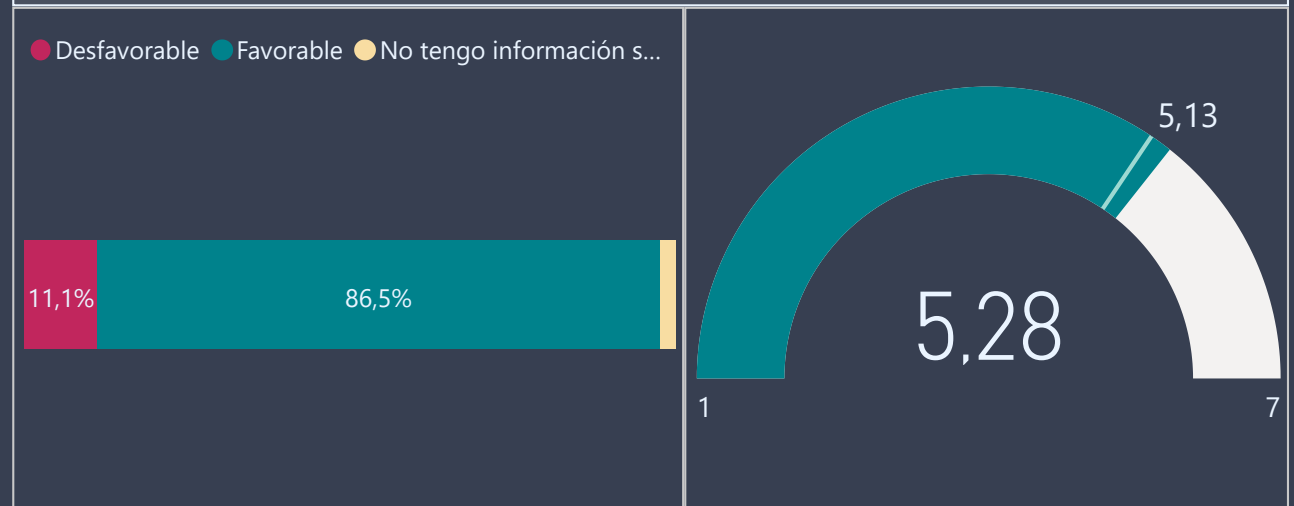 Desfavorable Favorable No tengo información s...
5,13
11,1% 86,5%
5,28
1 7